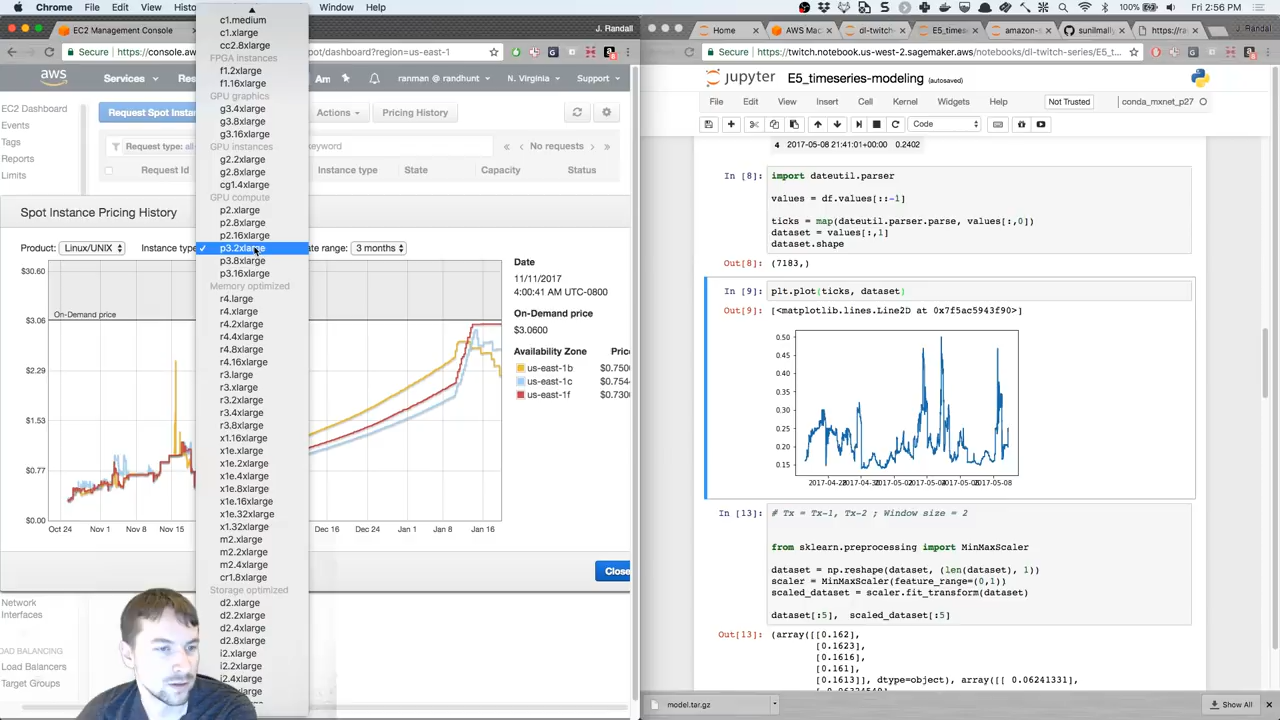 Chrome File Edit View Histo Window Help 100% Fri 2:56 PM
EC2 Management Console J. Randall
Secure https://console.aw spot/dashboard?region=us-east-1
aws Services Res Am ranman @ randhunt N. Virginia Support
EC2 Dashboard
Events
Tags
Reports
Limits
Request Spot Instan Actions Pricing History
Request type: all keyword No requests
Request Id Instance type State Capacity Status
Spot Instance Pricing History
Product: Linux/UNIX Instance type ate range: 3 months
c1.medium
c1.xlarge
cc2.8xlarge
FPGA instances
f1.2xlarge
f1.16xlarge
GPU graphics
g3.4xlarge
g3.8xlarge
g3.16xlarge
GPU instances
g2.2xlarge
g2.8xlarge
cg1.4xlarge
GPU compute
p2.xlarge
p2.8xlarge
p2.16xlarge
p3.2xlarge
p3.8xlarge
p3.16xlarge
Memory optimized
r4.large
r4.xlarge
r4.2xlarge
r4.4xlarge
r4.8xlarge
r4.16xlarge
r3.large
r3.xlarge
r3.2xlarge
r3.4xlarge
r3.8xlarge
x1.16xlarge
x1e.xlarge
x1e.2xlarge
x1e.4xlarge
x1e.8xlarge
x1e.16xlarge
x1e.32xlarge
x1.32xlarge
m2.xlarge
m2.2xlarge
m2.4xlarge
cr1.8xlarge
Storage optimized
d2.xlarge
d2.2xlarge
d2.4xlarge
d2.8xlarge
i2.xlarge
i2.2xlarge
i2.4xlarge
$30.60
On-Demand price
$3.06
$2.29
$1.53
$0.77
$0.00
Oct 24 Nov 1 Nov 8 Nov 15 Dec 16 Jan 1 Jan 8 Jan 16
Date
11/11/2017
4:00:41 AM UTC-0800
On-Demand price
$3.0600
Availability Zone Pric
us-east-1b $0.750
us-east-1c $0.754
us-east-1f $0.730
Close
Network
Interfaces
OAD BALANCING
Load Balancers
Target Groups
Home AWS Mac dl-twitch-s E5_times amazon- sunilmally https://ra J. Randall
Secure https://twitch.notebook.us-west-2.sagemaker.aws/notebooks/dl-twitch-series/E5_t
jupyter E5_timeseries-modeling (autosaved)
File Edit View Insert Cell Kernel Widgets Help Not Trusted conda_mxnet_p27
Code
4 2017-05-08 21:41:01+00:00 0.2402
In [8]: import dateutil.parser
values = df.values[::-1]
ticks = map(dateutil.parser.parse, values[:,0])
dataset = values[:,1]
dataset.shape
Out[8]: (7183,)
In [9]: plt.plot(ticks, dataset)
Out[9]: [<matplotlib.lines.Line2D at 0x7f5ac5943f90>]
0.50
0.45
0.40
0.35
0.30
0.25
0.20
0.15
In [13]: # Tx = Tx-1, Tx-2 ; Window size = 2
from sklearn.preprocessing import MinMaxScaler
dataset = np.reshape(dataset, (len(dataset), 1))
scaler = MinMaxScaler(feature_range=(0,1))
scaled_dataset = scaler.fit_transform(dataset)
dataset[:5], scaled_dataset[:5]
Out[13]: (array([[0.162],
[0.1623],
[0.1616],
[0.161],
[0.1613]], dtype=object), array([[ 0.06241331],
model.tar.gz Show All